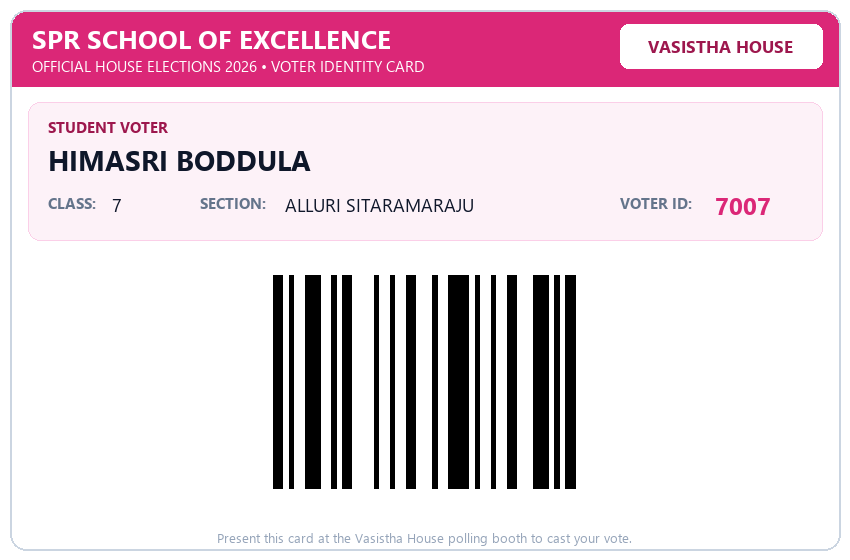 SPR SCHOOL OF EXCELLENCE
OFFICIAL HOUSE ELECTIONS 2026 • VOTER IDENTITY CARD
VASISTHA HOUSE
STUDENT VOTER
HIMASRI BODDULA
CLASS: 7 SECTION: ALLURI SITARAMARAJU VOTER ID: 7007
Present this card at the Vasistha House polling booth to cast your vote.